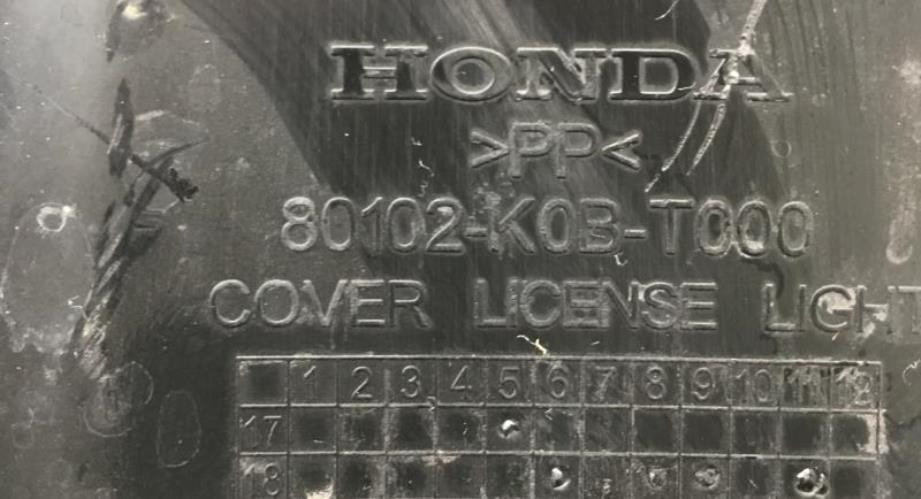 HONDA
>PP<
80102-K0B-T000
COVER LICENSE LIGHT
1 2 3 4 5 6 7 8 9 10 11 12
17
18